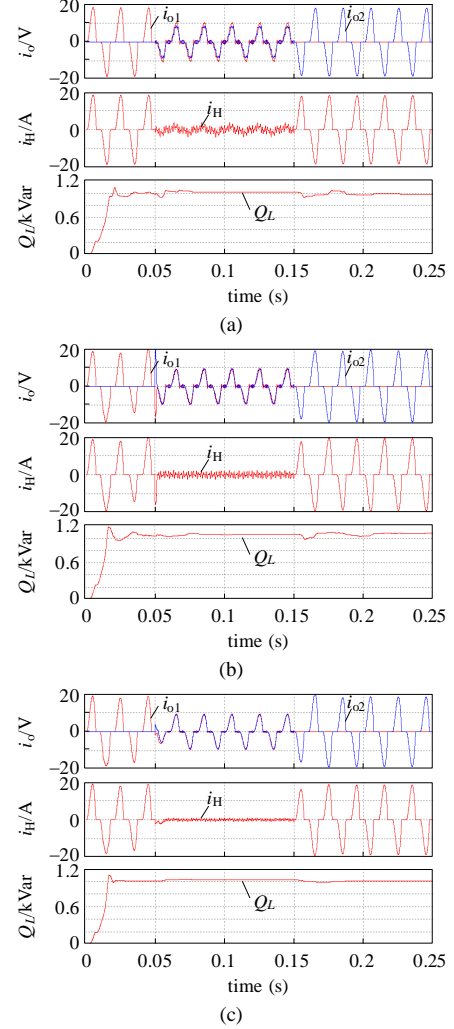 20
i_o1
i_o2
i_o/V
0
−20
20
i_H
i_H/A
0
−20
1.2
Q_L/kVar
0.6
Q_L
0
0 0.05 0.1 0.15 0.2 0.25
time (s)
(a)
20
i_o1
i_o2
i_o/V
0
−20
20
i_H
i_H/A
0
−20
1.2
Q_L/kVar
0.6
Q_L
0
0 0.05 0.1 0.15 0.2 0.25
time (s)
(b)
20
i_o1
i_o2
i_o/V
0
−20
20
i_H
i_H/A
0
−20
1.2
Q_L/kVar
0.6
Q_L
0
0 0.05 0.1 0.15 0.2 0.25
time (s)
(c)